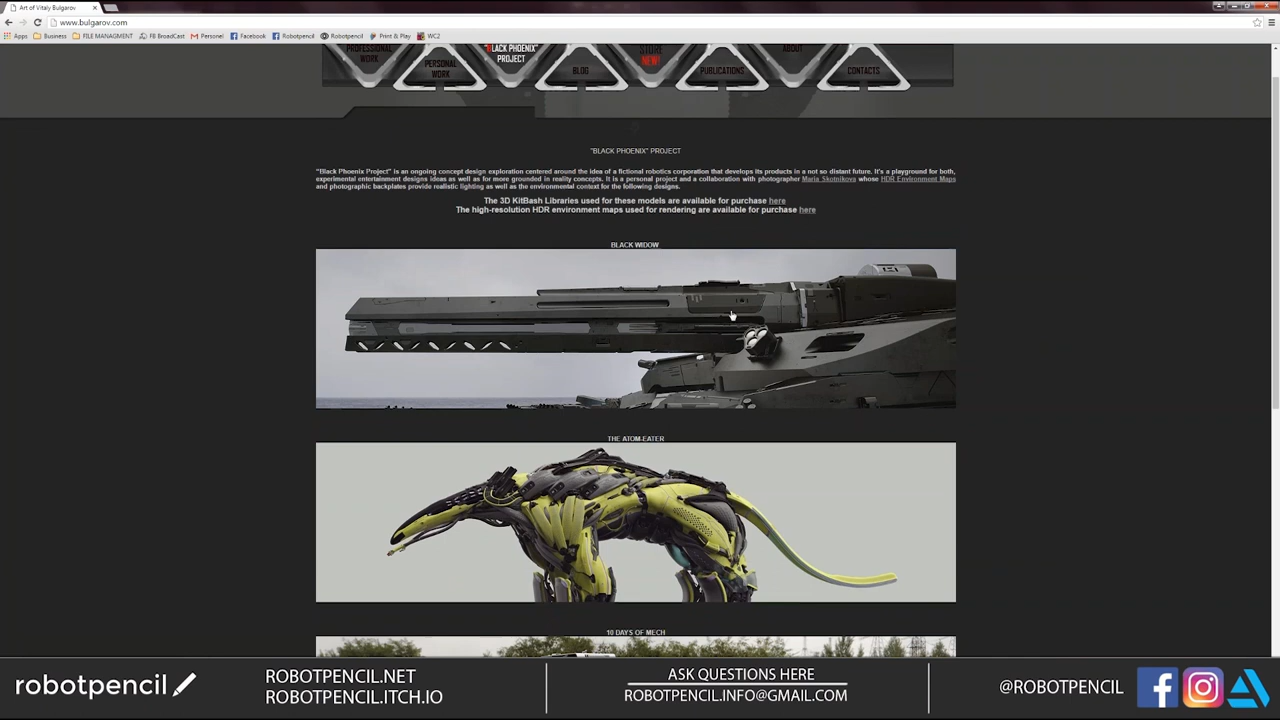 Art of Vitaly Bulgarov
www.bulgarov.com
Apps Business FILE MANAGMENT FB BroadCast Personel Facebook Robotpencil Robotpencil Print & Play WC2
PROFESSIONAL WORK
PERSONAL WORK
"BLACK PHOENIX" PROJECT
BLOG
STORE NEW!
PUBLICATIONS
ABOUT
CONTACTS
"BLACK PHOENIX" PROJECT
"Black Phoenix Project" is an ongoing concept design exploration centered around the idea of a fictional robotics corporation that develops its products in a not so distant future. It's a playground for both,
experimental entertainment designs ideas as well as for more grounded in reality concepts. It is a personal project and a collaboration with photographer Maria Skotnikova whose HDR Environment Maps
and photographic backplates provide realistic lighting as well as the environmental context for the following designs.
The 3D KitBash Libraries used for these models are available for purchase here
The high-resolution HDR environment maps used for rendering are available for purchase here
BLACK WIDOW
THE ATOM-EATER
10 DAYS OF MECH
robotpencil
ROBOTPENCIL.NET
ROBOTPENCIL.ITCH.IO
ASK QUESTIONS HERE
ROBOTPENCIL.INFO@GMAIL.COM
@ROBOTPENCIL